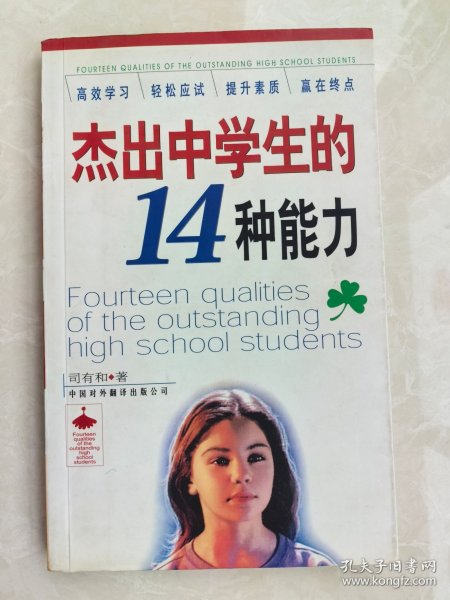 FOURTEEN QUALITIES OF THE OUTSTANDING HIGH SCHOOL STUDENTS
高效学习 轻松应试 提升素质 赢在终点
杰出中学生的
14种能力
Fourteen qualities
of the outstanding
high school students
司有和◆著
中国对外翻译出版公司
Fourteen
qualities
of the
outstanding
high
school
students
孔夫子旧书网
www.kongfz.com